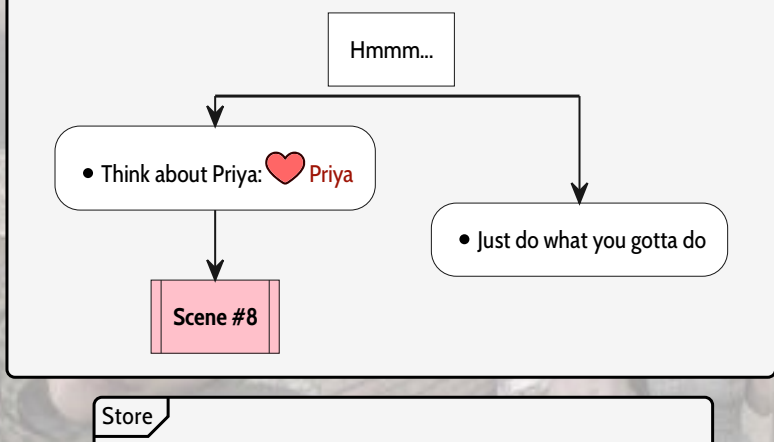 Hmmm...
• Think about Priya: ❤ Priya
• Just do what you gotta do
Scene #8
Store